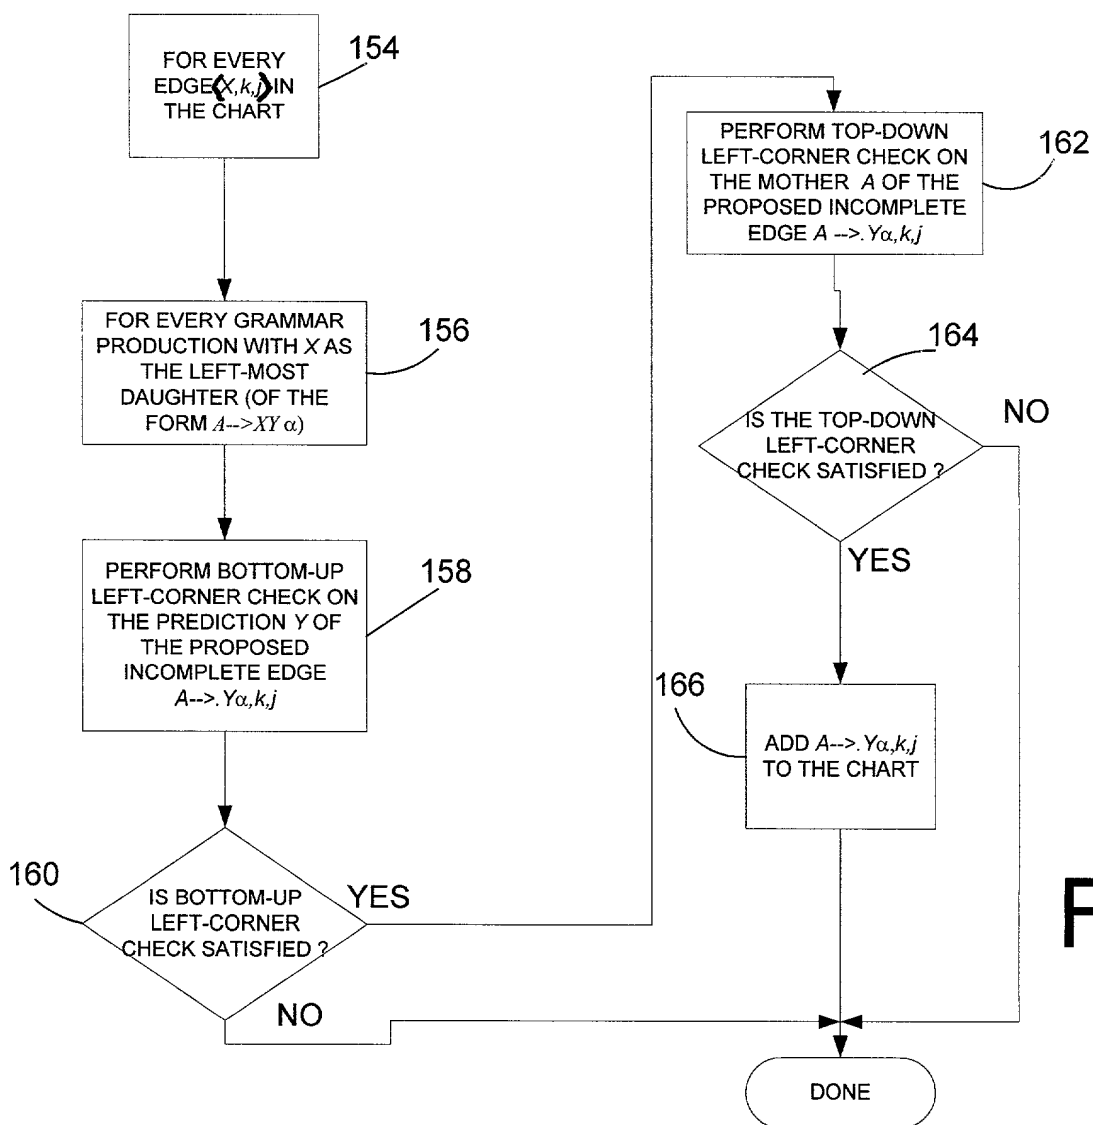 FOR EVERY
EDGE⟨X,k,j⟩IN
THE CHART
154
FOR EVERY GRAMMAR
PRODUCTION WITH X AS
THE LEFT-MOST
DAUGHTER (OF THE
FORM A-->XY α)
156
PERFORM BOTTOM-UP
LEFT-CORNER CHECK ON
THE PREDICTION Y OF
THE PROPOSED
INCOMPLETE EDGE
A-->.Yα,k,j
158
160
IS BOTTOM-UP
LEFT-CORNER
CHECK SATISFIED ?
YES
NO
PERFORM TOP-DOWN
LEFT-CORNER CHECK ON
THE MOTHER A OF THE
PROPOSED INCOMPLETE
EDGE A -->.Yα,k,j
162
164
IS THE TOP-DOWN
LEFT-CORNER
CHECK SATISFIED ?
NO
YES
166
ADD A-->.Yα,k,j
TO THE CHART
DONE